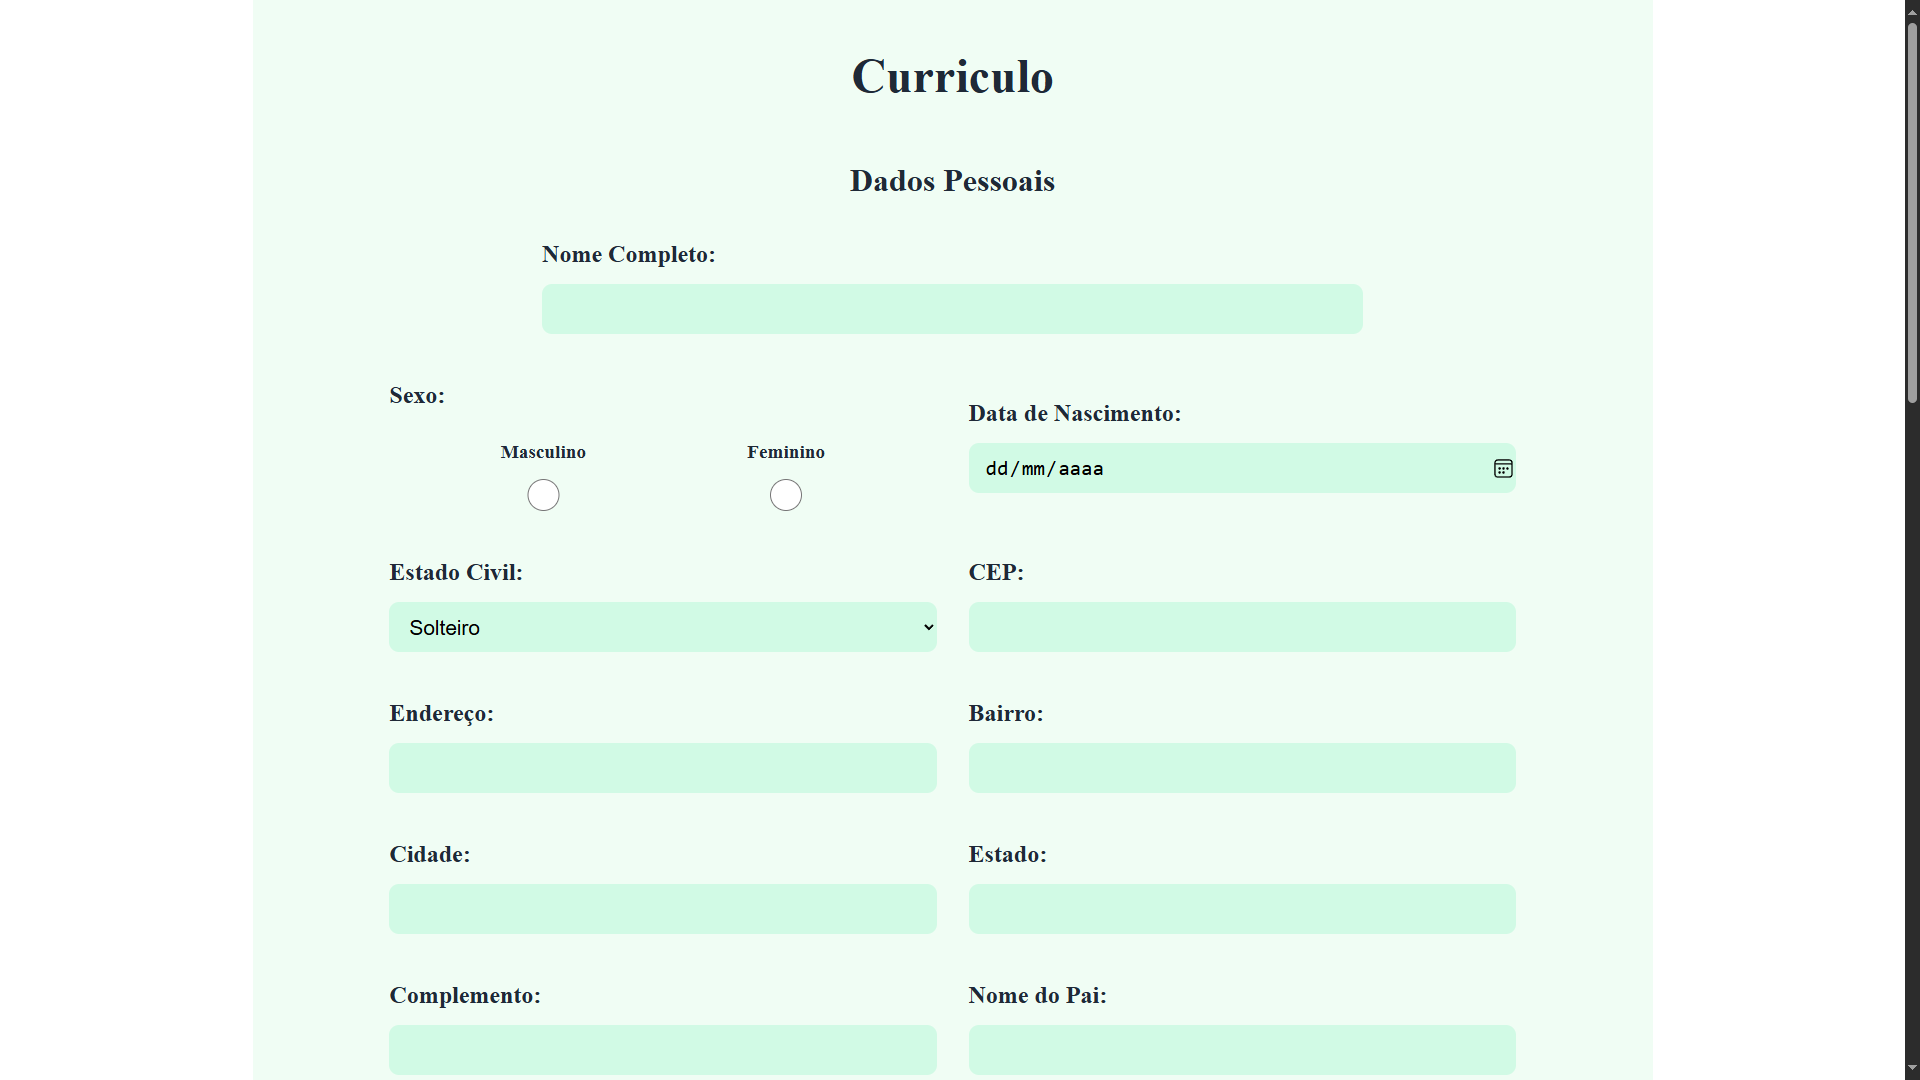 Curriculo
Dados Pessoais
Nome Completo:
Sexo:
Masculino
Feminino
Data de Nascimento:
dd/mm/aaaa
Estado Civil:
Solteiro
CEP:
Endereço:
Bairro:
Cidade:
Estado:
Complemento:
Nome do Pai: